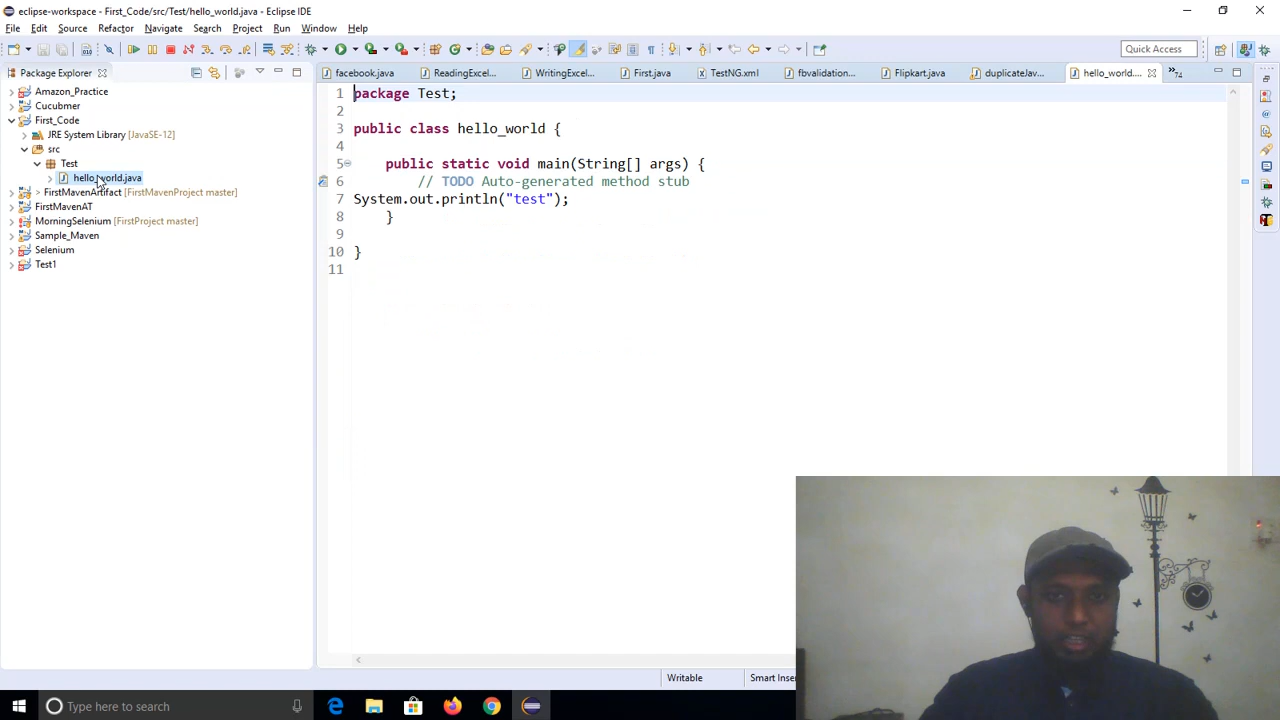 eclipse-workspace - First_Code/src/Test/hello_world.java - Eclipse IDE
File Edit Source Refactor Navigate Search Project Run Window Help
Quick Access
Package Explorer
facebook.java
ReadingExcel...
WritingExcel...
First.java
TestNG.xml
fbvalidation...
Flipkart.java
duplicateJav...
hello_world....
74
Amazon_Practice
Cucubmer
First_Code
JRE System Library [JavaSE-12]
src
Test
hello_world.java
> FirstMavenArtifact [FirstMavenProject master]
FirstMavenAT
MorningSelenium [FirstProject master]
Sample_Maven
Selenium
Test1
1 package Test;
2
3 public class hello_world {
4
5 public static void main(String[] args) {
6 // TODO Auto-generated method stub
7 System.out.println("test");
8 }
9
10 }
11
Writable
Smart Inser
Type here to search